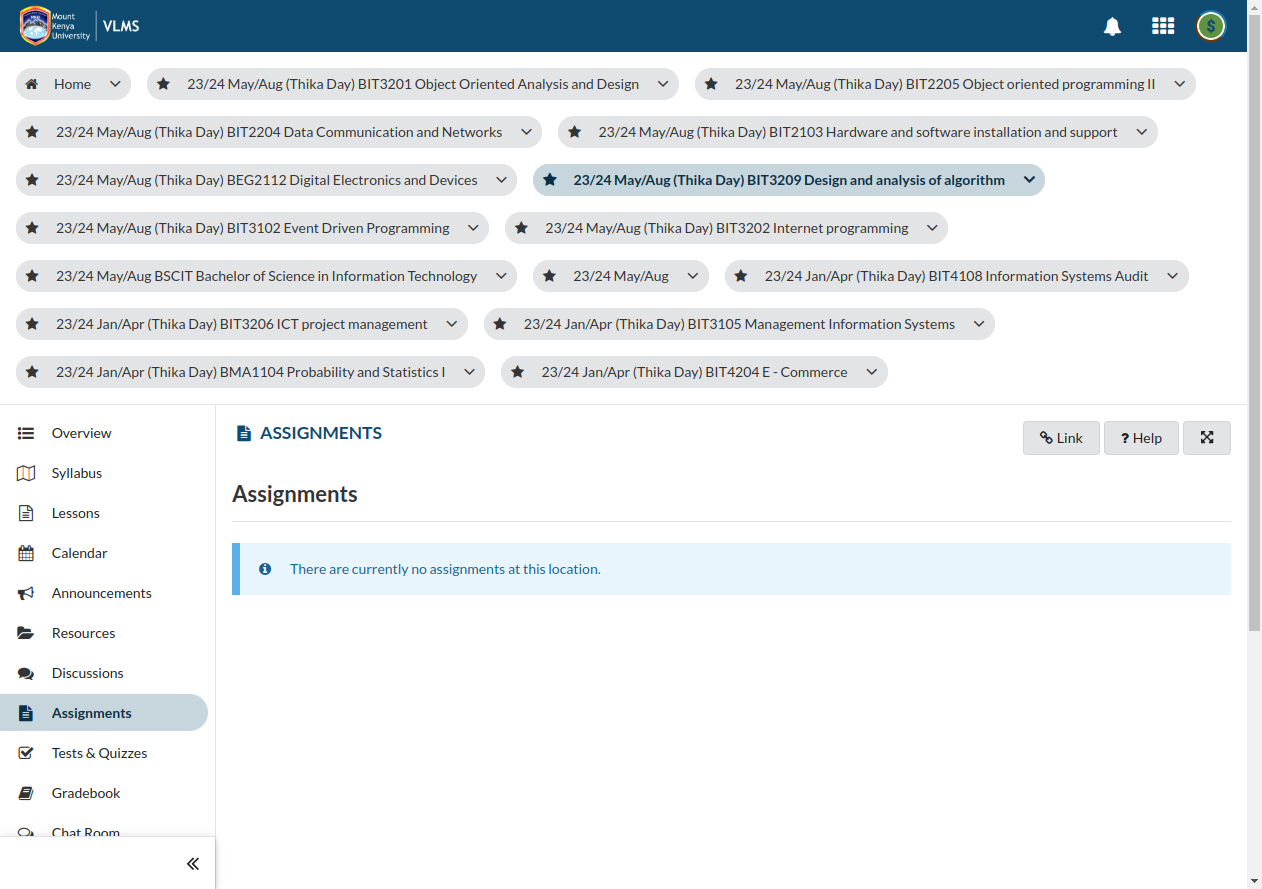 Mount
Kenya
University
VLMS
Home
23/24 May/Aug (Thika Day) BIT3201 Object Oriented Analysis and Design
23/24 May/Aug (Thika Day) BIT2205 Object oriented programming II
23/24 May/Aug (Thika Day) BIT2204 Data Communication and Networks
23/24 May/Aug (Thika Day) BIT2103 Hardware and software installation and support
23/24 May/Aug (Thika Day) BEG2112 Digital Electronics and Devices
23/24 May/Aug (Thika Day) BIT3209 Design and analysis of algorithm
23/24 May/Aug (Thika Day) BIT3102 Event Driven Programming
23/24 May/Aug (Thika Day) BIT3202 Internet programming
23/24 May/Aug BSCIT Bachelor of Science in Information Technology
23/24 May/Aug
23/24 Jan/Apr (Thika Day) BIT4108 Information Systems Audit
23/24 Jan/Apr (Thika Day) BIT3206 ICT project management
23/24 Jan/Apr (Thika Day) BIT3105 Management Information Systems
23/24 Jan/Apr (Thika Day) BMA1104 Probability and Statistics I
23/24 Jan/Apr (Thika Day) BIT4204 E - Commerce
Overview
Syllabus
Lessons
Calendar
Announcements
Resources
Discussions
Assignments
Tests & Quizzes
Gradebook
Chat Room
ASSIGNMENTS
Link
? Help
Assignments
There are currently no assignments at this location.